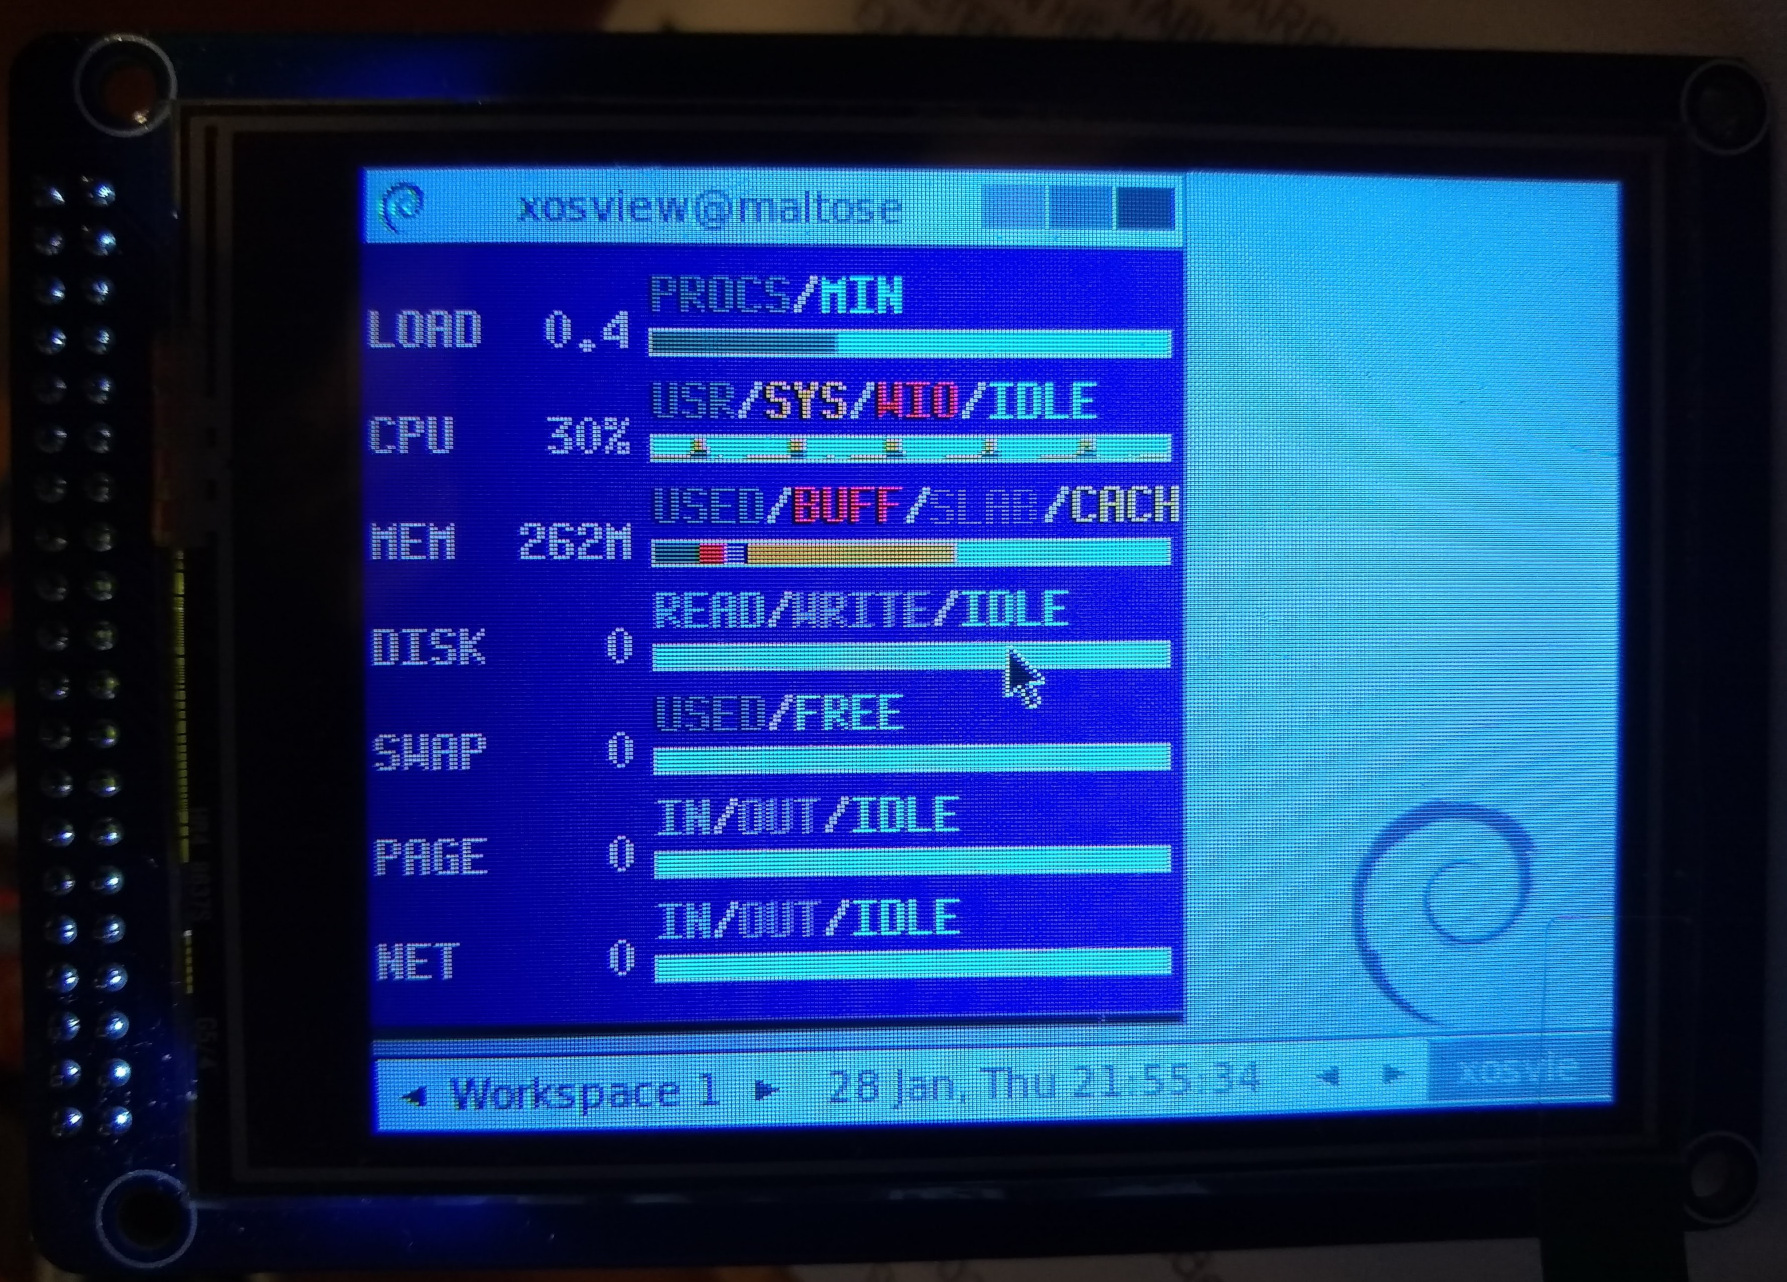 xosview@maltose
PROCS/MIN
LOAD 0.4
USR/SYS/WIO/IDLE
CPU 30%
USED/BUFF/SLAB/CACH
MEM 262M
READ/WRITE/IDLE
DISK 0
USED/FREE
SWAP 0
IN/OUT/IDLE
PAGE 0
IN/OUT/IDLE
NET 0
Workspace 1 28 Jan, Thu 21:55:34 xosvie